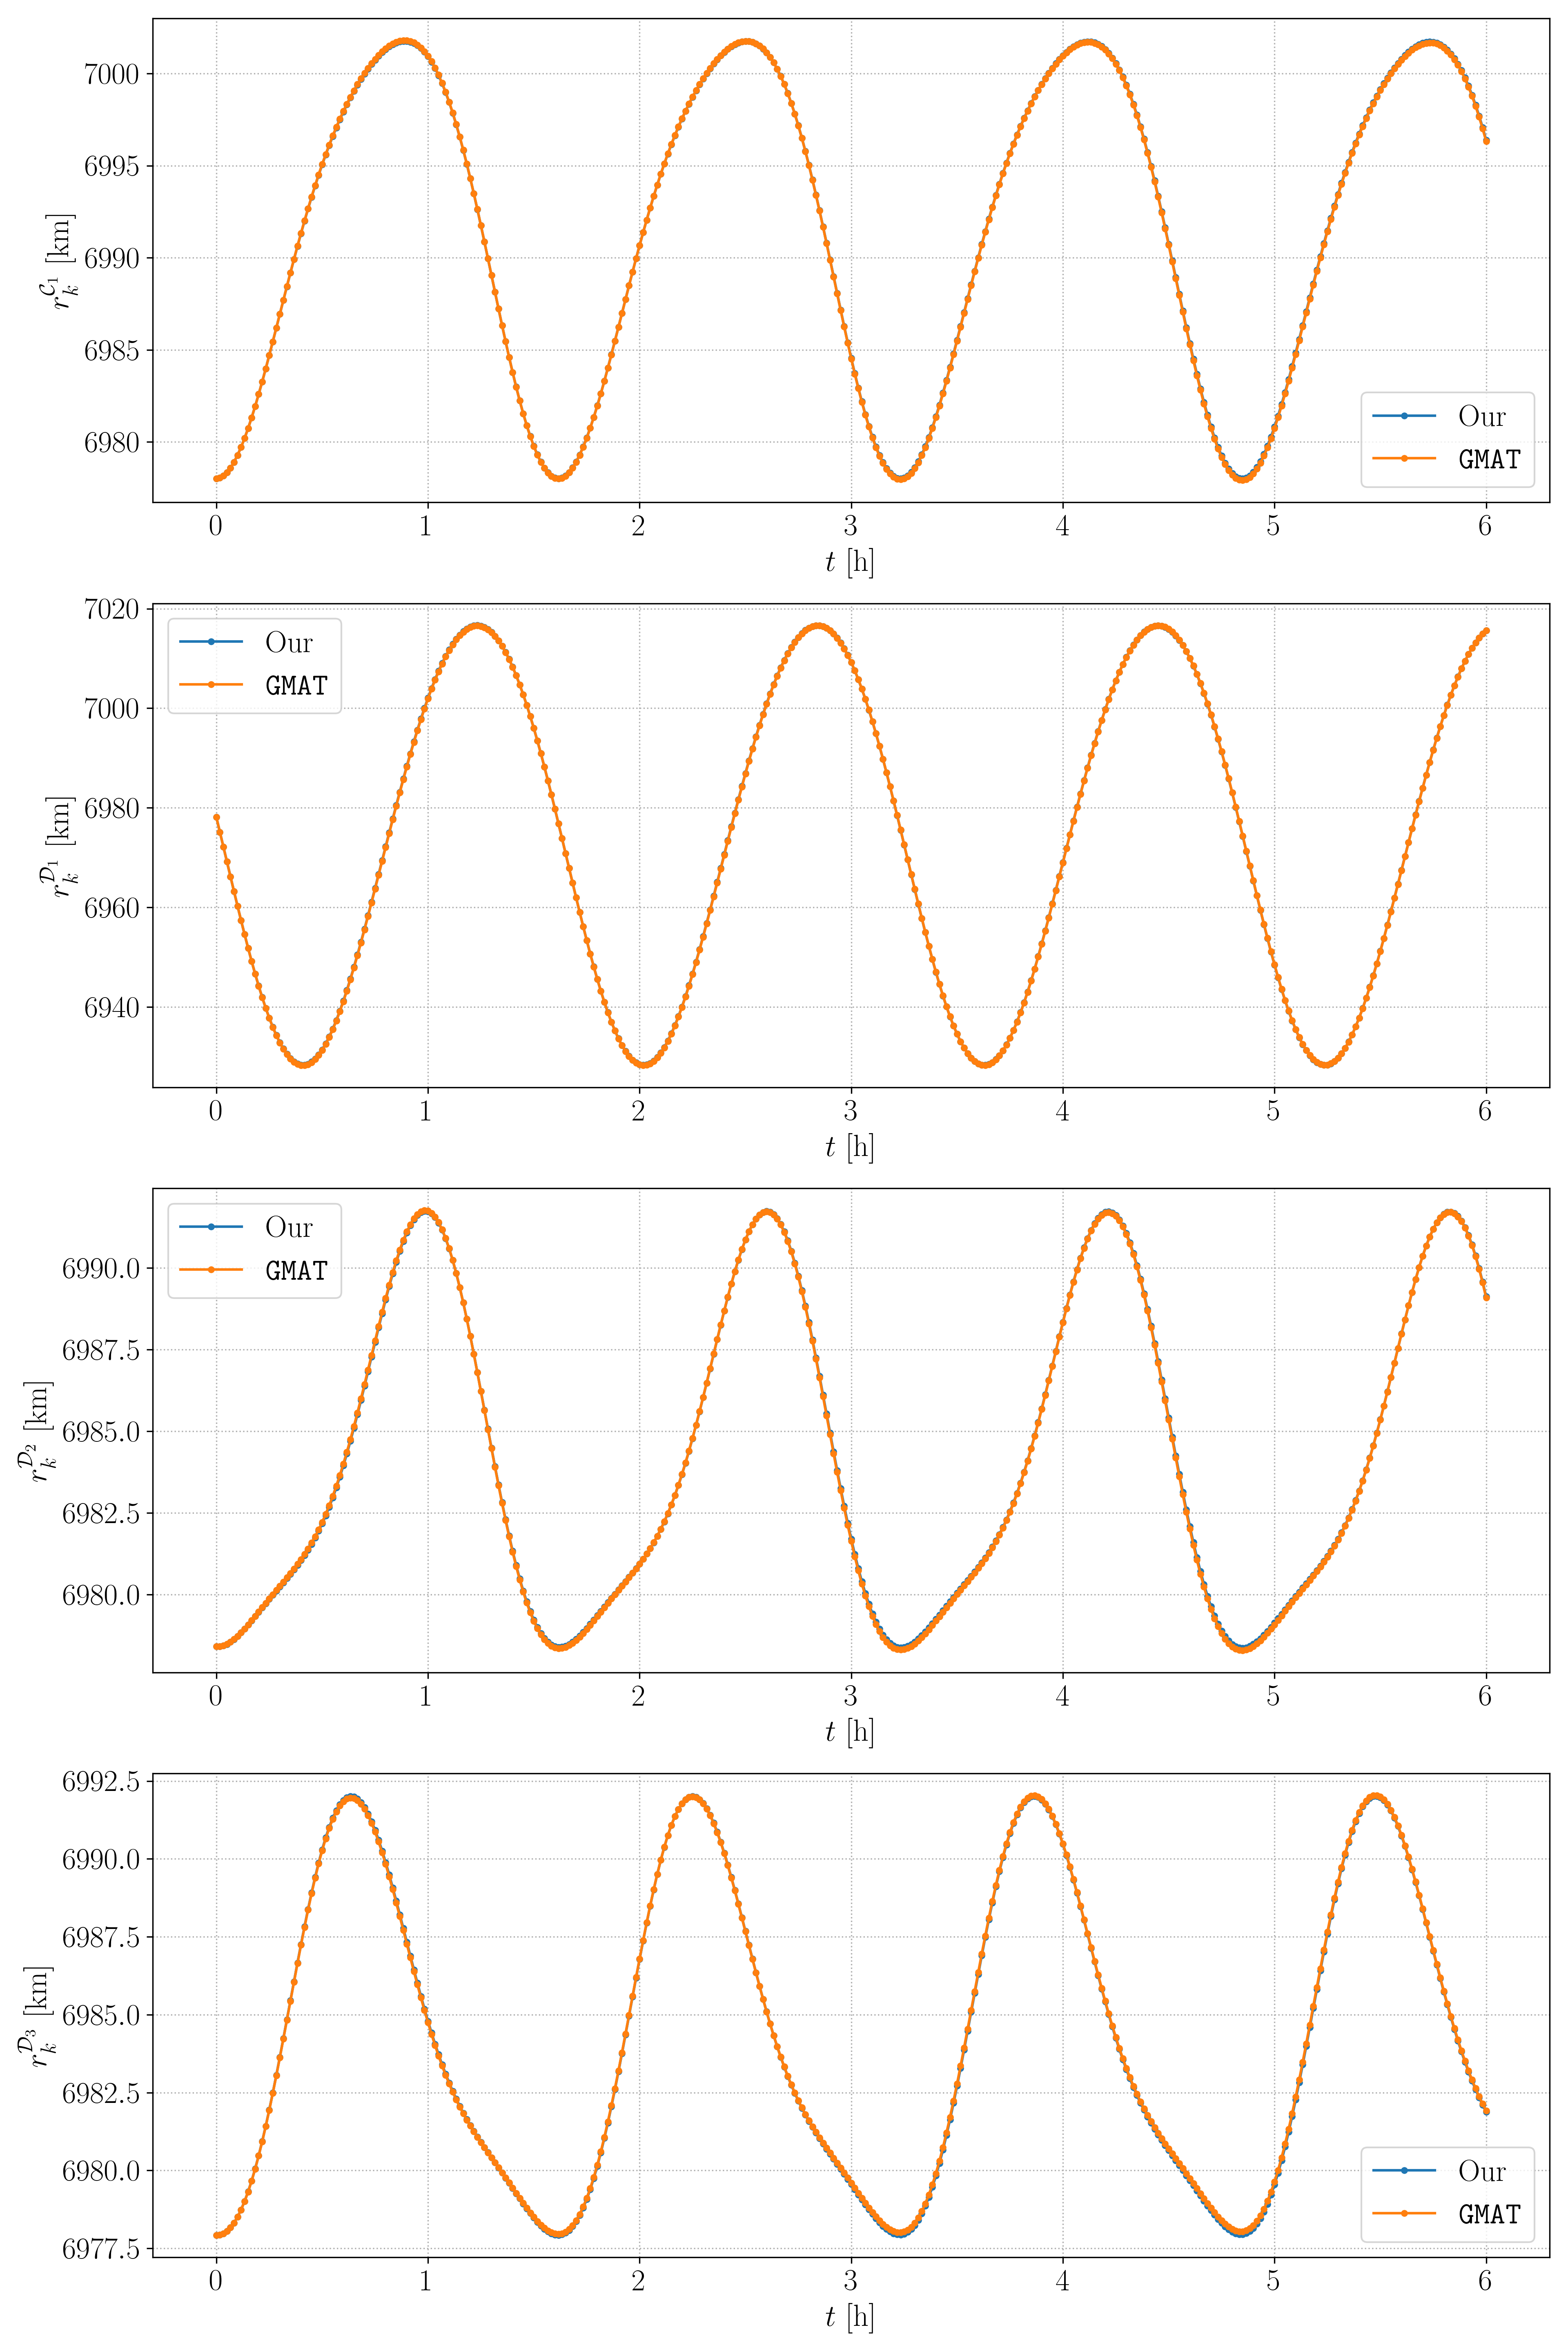 7000
6995
6990
6985
6980
r_k^{C_1} [km]
Our
GMAT
0 1 2 3 4 5 6
t [h]
7020
7000
6980
6960
6940
r_k^{D_1} [km]
Our
GMAT
0 1 2 3 4 5 6
t [h]
6990.0
6987.5
6985.0
6982.5
6980.0
r_k^{D_2} [km]
Our
GMAT
0 1 2 3 4 5 6
t [h]
6992.5
6990.0
6987.5
6985.0
6982.5
6980.0
6977.5
r_k^{D_3} [km]
Our
GMAT
0 1 2 3 4 5 6
t [h]